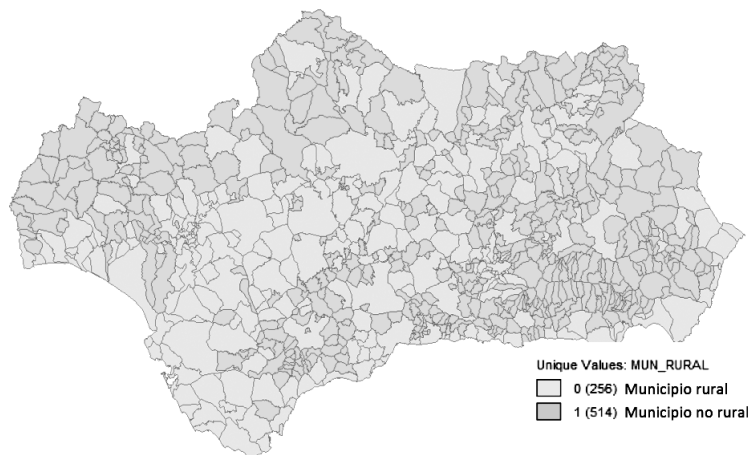 Unique Values: MUN_RURAL
0 (256) Municipio rural
1 (514) Municipio no rural